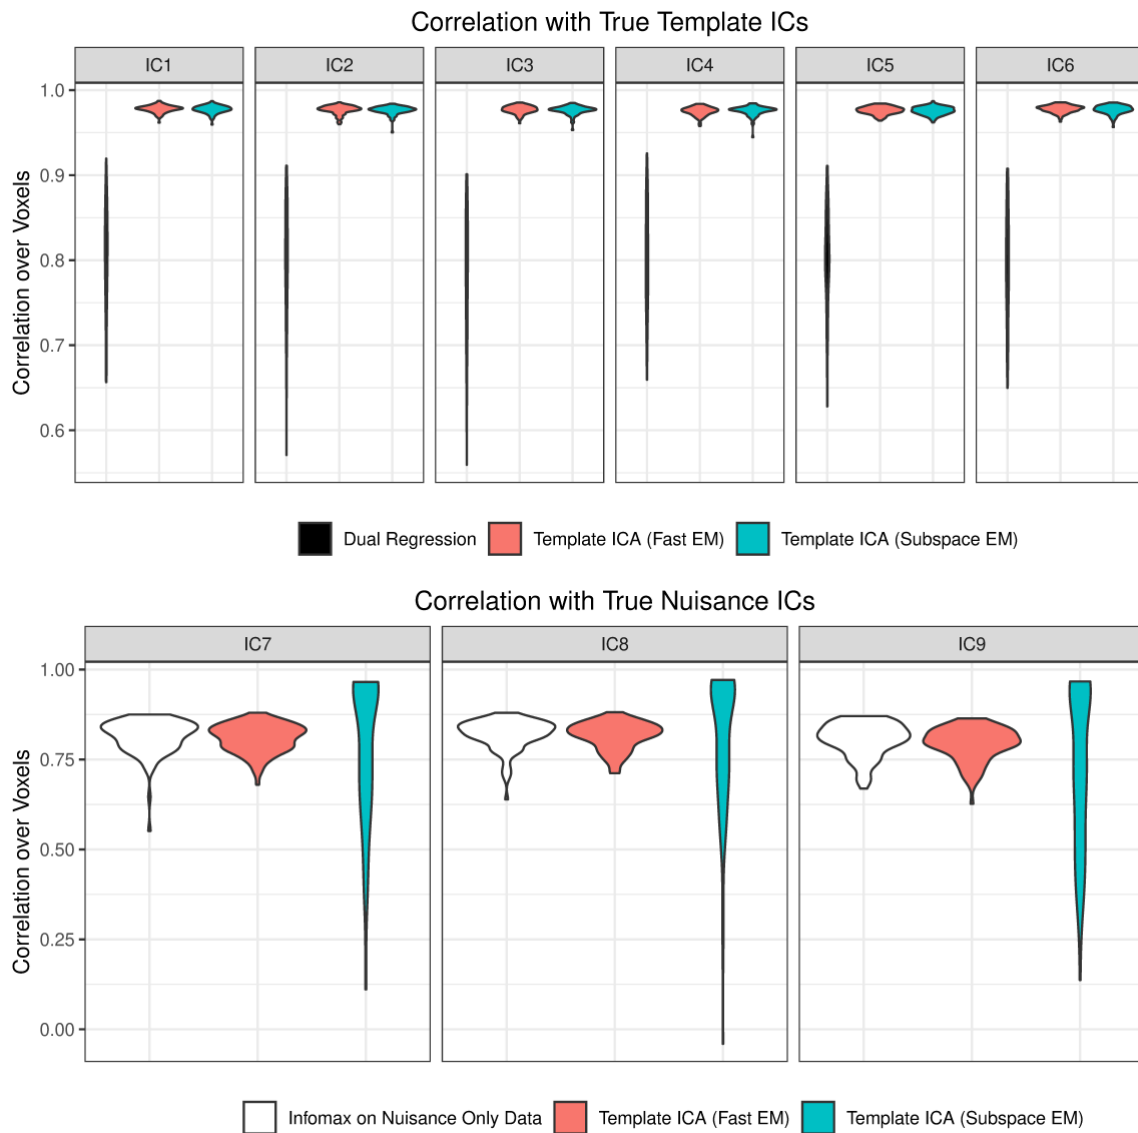 Correlation with True Template ICs
IC1 IC2 IC3 IC4 IC5 IC6
Correlation over Voxels
1.0
0.9
0.8
0.7
0.6
Dual Regression Template ICA (Fast EM) Template ICA (Subspace EM)
Correlation with True Nuisance ICs
IC7 IC8 IC9
Correlation over Voxels
1.00
0.75
0.50
0.25
0.00
Infomax on Nuisance Only Data Template ICA (Fast EM) Template ICA (Subspace EM)